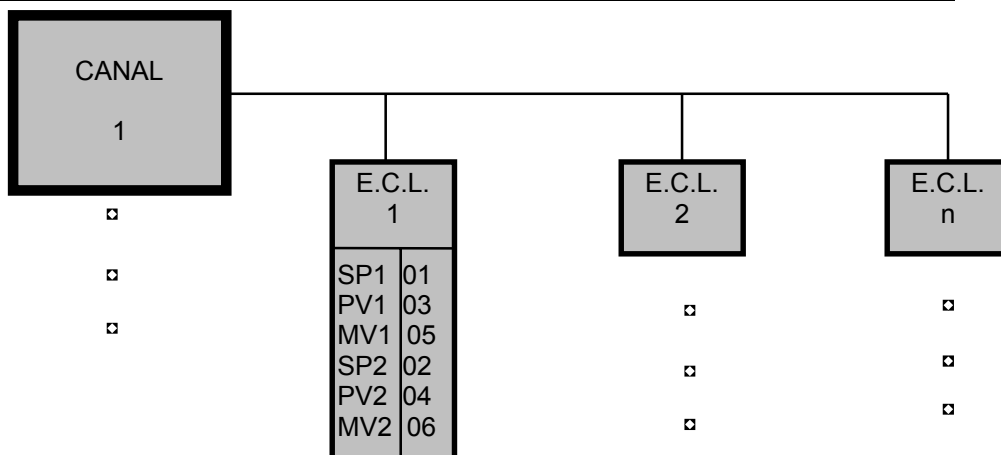 CANAL
1
E.C.L.
1
E.C.L.
2
E.C.L.
n
SP1 01
PV1 03
MV1 05
SP2 02
PV2 04
MV2 06